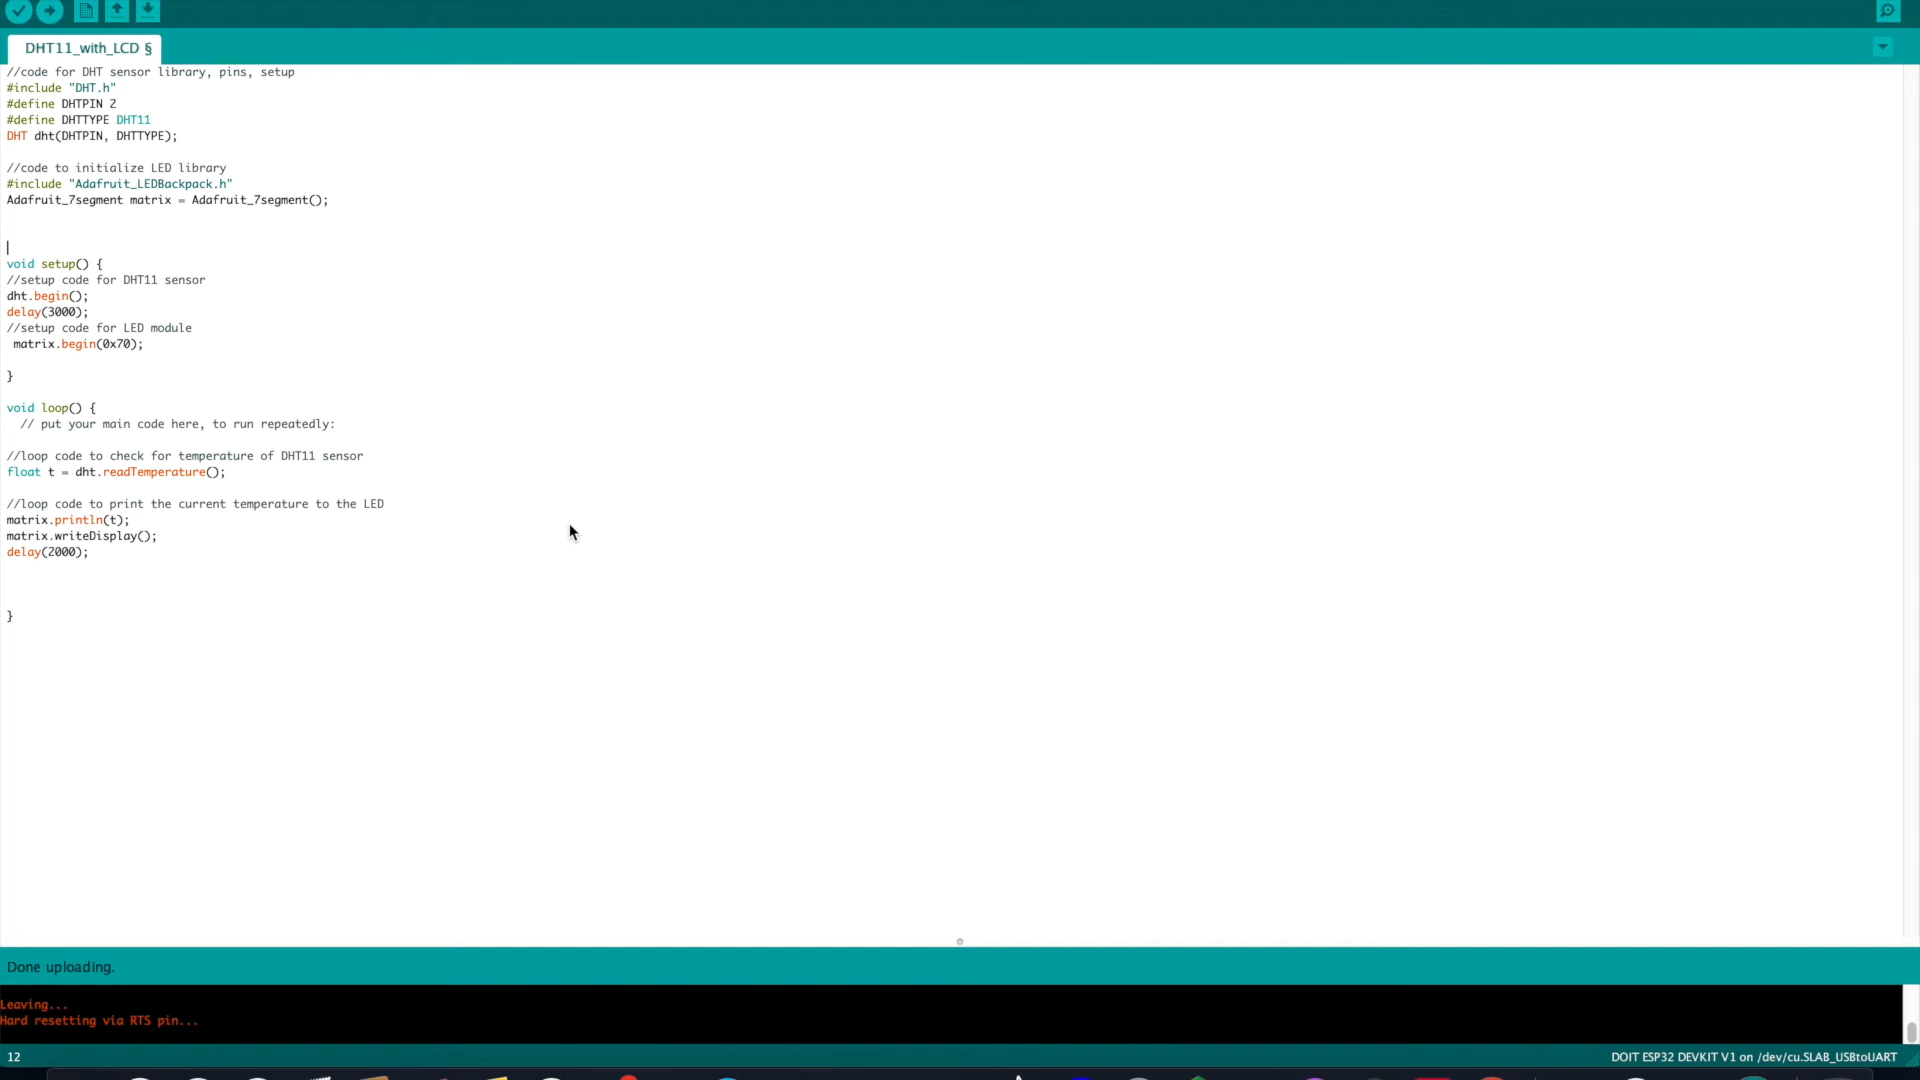 DHT11_with_LCD §
//code for DHT sensor library, pins, setup
#include "DHT.h"
#define DHTPIN 2
#define DHTTYPE DHT11
DHT dht(DHTPIN, DHTTYPE);
//code to initialize LED library
#include "Adafruit_LEDBackpack.h"
Adafruit_7segment matrix = Adafruit_7segment();
void setup() {
//setup code for DHT11 sensor
dht.begin();
delay(3000);
//setup code for LED module
matrix.begin(0x70);
}
void loop() {
// put your main code here, to run repeatedly:
//loop code to check for temperature of DHT11 sensor
float t = dht.readTemperature();
//loop code to print the current temperature to the LED
matrix.println(t);
matrix.writeDisplay();
delay(2000);
}
Done uploading.
Leaving...
Hard resetting via RTS pin...
12
DOIT ESP32 DEVKIT V1 on /dev/cu.SLAB_USBtoUART